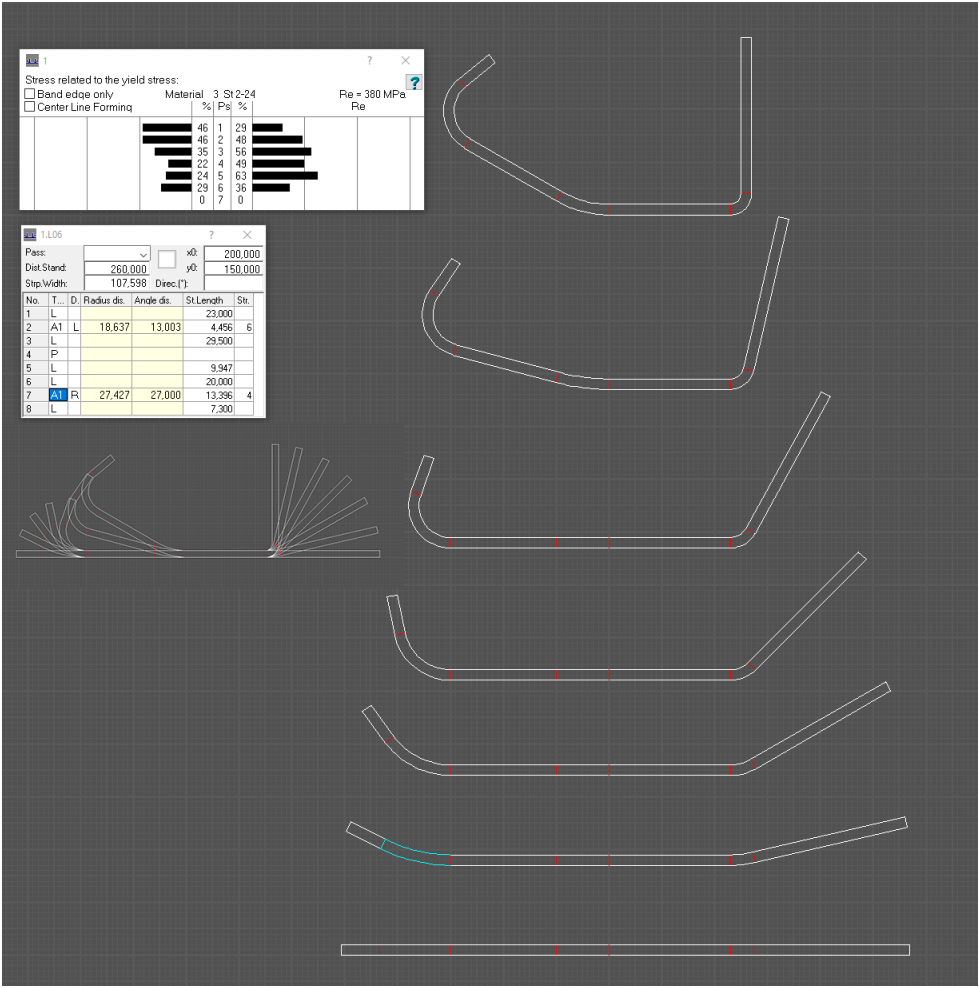 1 ? ×
Stress related to the yield stress:
Band edge only Material 3 St 2-24 Re = 380 MPa
Center Line Forming % Ps % Re
46 1 29
46 2 48
35 3 56
22 4 49
24 5 63
29 6 36
0 7 0
1.L06 ? ×
Pass: x0: 200,000
Dist.Stand: 260,000 y0: 150,000
Strp.Width: 107,598 Direc.(°):
No. T... D. Radius dis. Angle dis. St.Length Str.
1 L 23,000
2 A1 L 18,637 13,003 4,456 6
3 L 29,500
4 P
5 L 9,947
6 L 20,000
7 A1 R 27,427 27,000 13,396 4
8 L 7,300